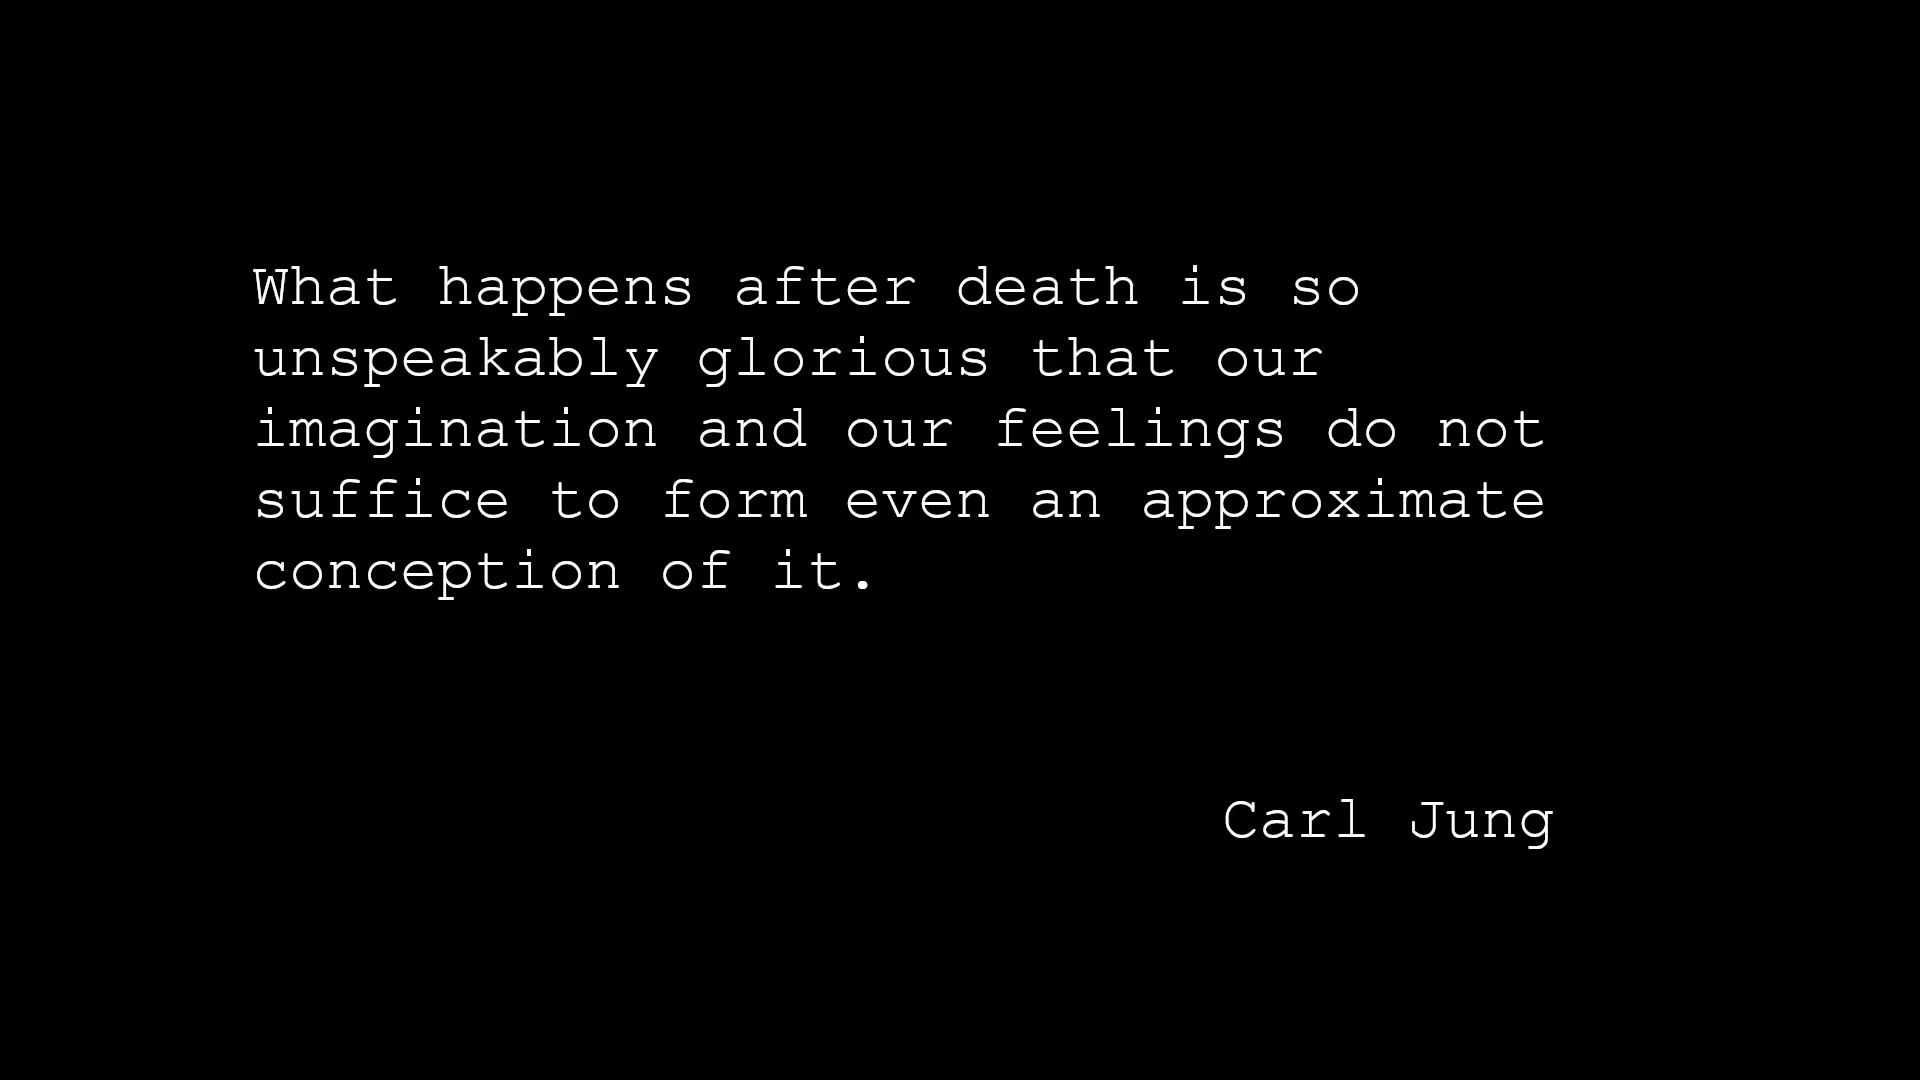 What happens after death is so
unspeakably glorious that our
imagination and our feelings do not
suffice to form even an approximate
conception of it.
Carl Jung